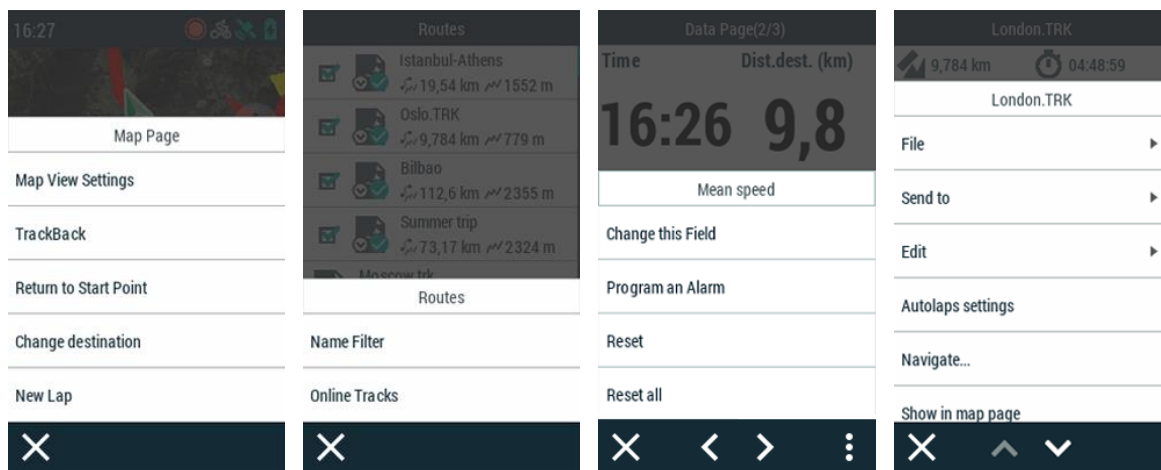 16:27
Map Page
Map View Settings
TrackBack
Return to Start Point
Change destination
New Lap
Routes
Istanbul-Athens
19,54 km 1552 m
Oslo.TRK
9,784 km 779 m
Bilbao
112,6 km 2355 m
Summer trip
73,17 km 2324 m
Moscow trk
Routes
Name Filter
Online Tracks
Data Page(2/3)
Time Dist.dest. (km)
16:26 9,8
Mean speed
Change this Field
Program an Alarm
Reset
Reset all
London.TRK
9,784 km 04:48:59
London.TRK
File
Send to
Edit
Autolaps settings
Navigate...
Show in map page